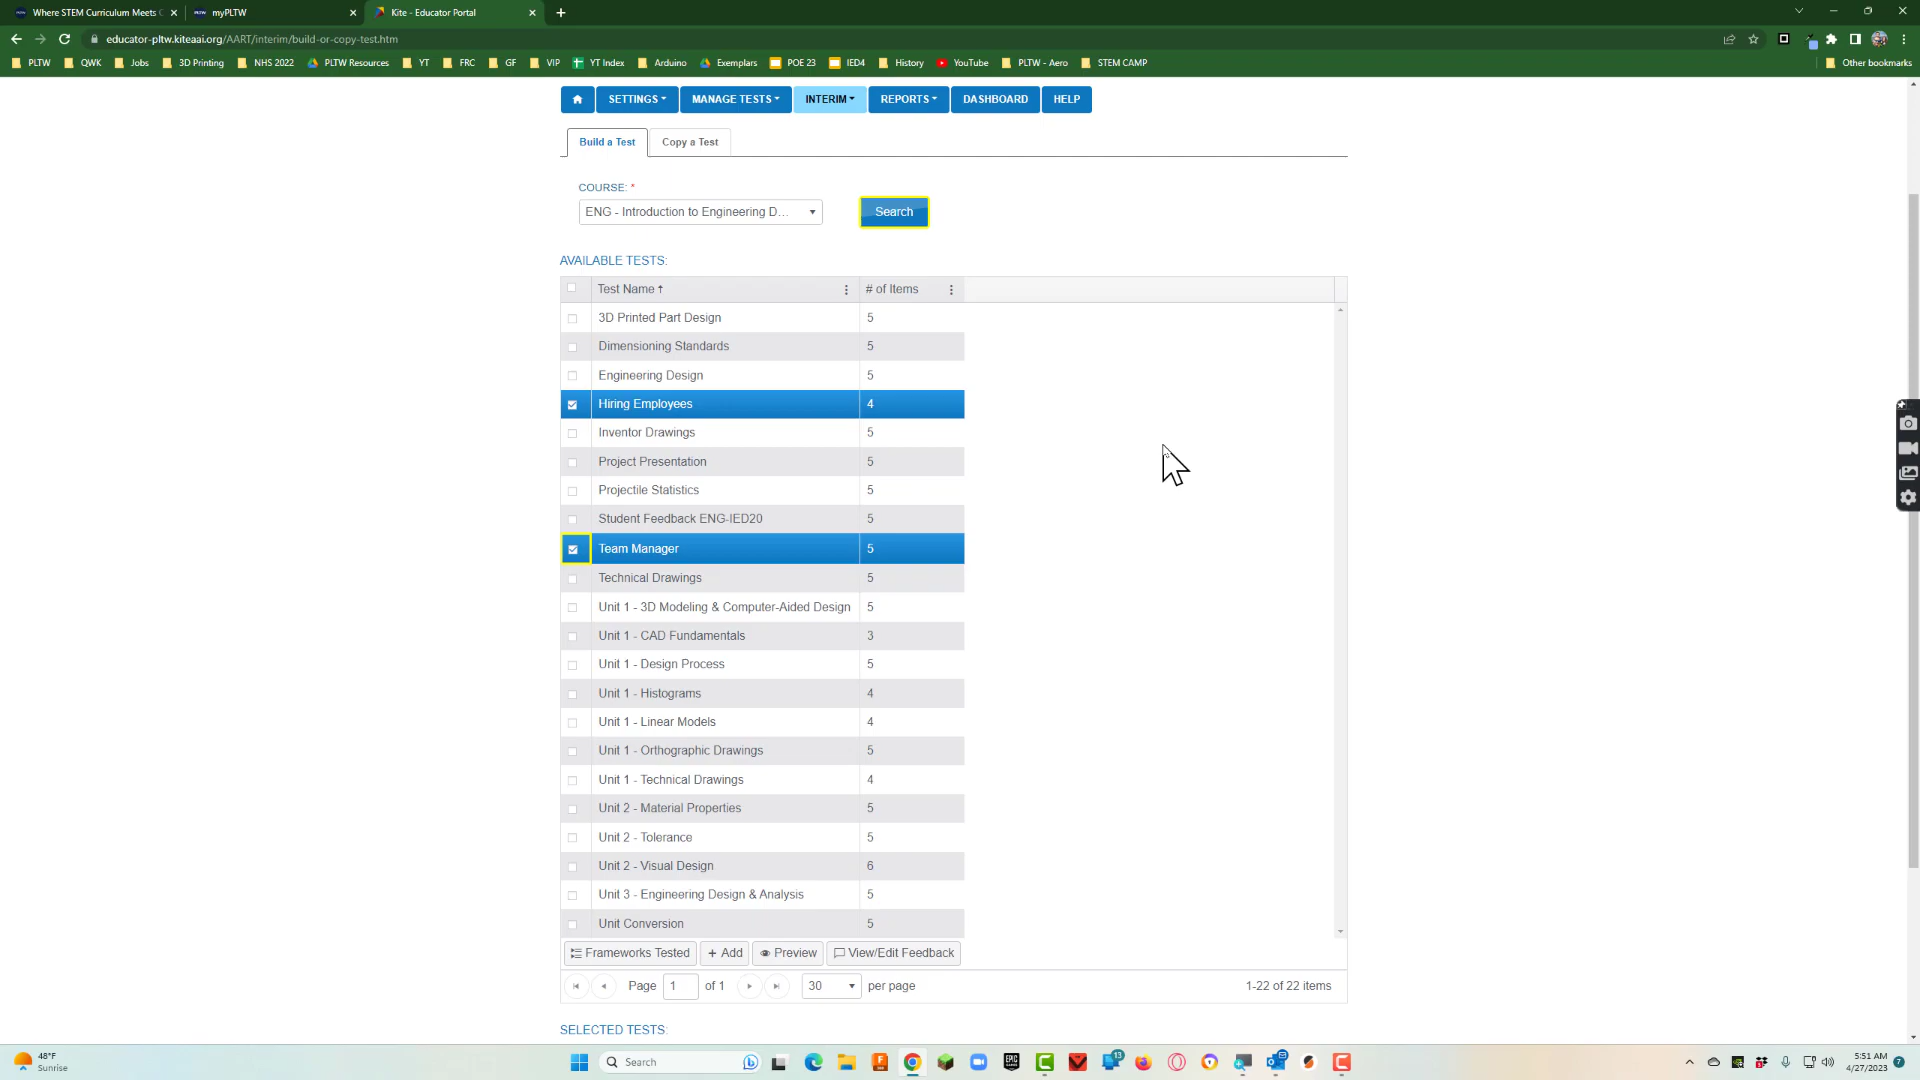 Where STEM Curriculum Meets C
myPLTW
Kite - Educator Portal
educator-pltw.kiteaai.org/AART/interim/build-or-copy-test.htm
PLTW QWK Jobs 3D Printing NHS 2022 PLTW Resources YT FRC GF VIP YT Index Arduino Exemplars POE 23 IED4 History YouTube PLTW - Aero STEM CAMP Other bookmarks
SETTINGS MANAGE TESTS INTERIM REPORTS DASHBOARD HELP
Build a Test Copy a Test
COURSE: *
ENG - Introduction to Engineering D... Search
AVAILABLE TESTS:
Test Name ↑ # of Items
3D Printed Part Design 5
Dimensioning Standards 5
Engineering Design 5
Hiring Employees 4
Inventor Drawings 5
Project Presentation 5
Projectile Statistics 5
Student Feedback ENG-IED20 5
Team Manager 5
Technical Drawings 5
Unit 1 - 3D Modeling & Computer-Aided Design 5
Unit 1 - CAD Fundamentals 3
Unit 1 - Design Process 5
Unit 1 - Histograms 4
Unit 1 - Linear Models 4
Unit 1 - Orthographic Drawings 5
Unit 1 - Technical Drawings 4
Unit 2 - Material Properties 5
Unit 2 - Tolerance 5
Unit 2 - Visual Design 6
Unit 3 - Engineering Design & Analysis 5
Unit Conversion 5
Frameworks Tested + Add Preview View/Edit Feedback
Page 1 of 1 30 per page 1-22 of 22 items
SELECTED TESTS:
48°F
Sunrise
Search
13
5:51 AM
4/27/2023